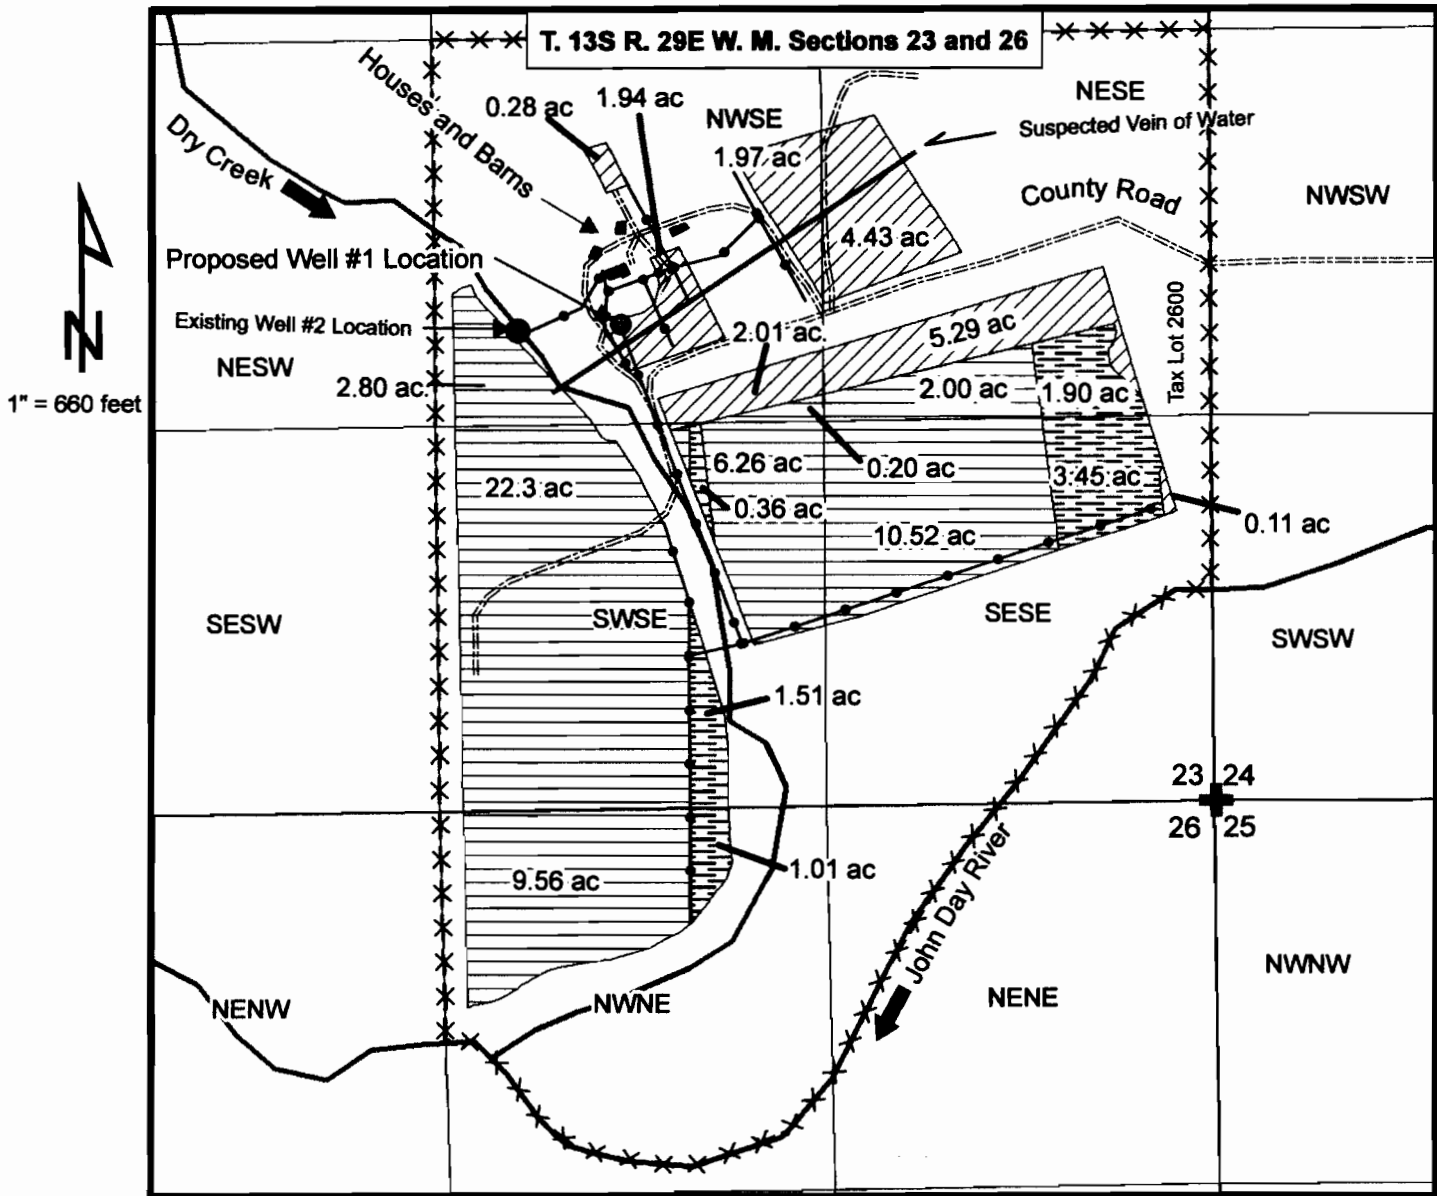 T. 13S R. 29E W. M. Sections 23 and 26
Houses and Barns
0.28 ac
1.94 ac
NWSE
NESE
Suspected Vein of Water
Dry Creek
1.97 ac
County Road
NWSW
4.43 ac
Proposed Well #1 Location
Existing Well #2 Location
N
NESW
2.01 ac.
5.29 ac
Tax Lot 2600
1" = 660 feet
2.80 ac.
2.00 ac
1.90 ac
6.26 ac
0.20 ac
3.45 ac
22.3 ac
0.36 ac
10.52 ac
0.11 ac
SESW
SWSE
SESE
SWSW
1.51 ac
23 24
26 25
1.01 ac
9.56 ac
John Day River
NENW
NWNE
NENE
NWNW